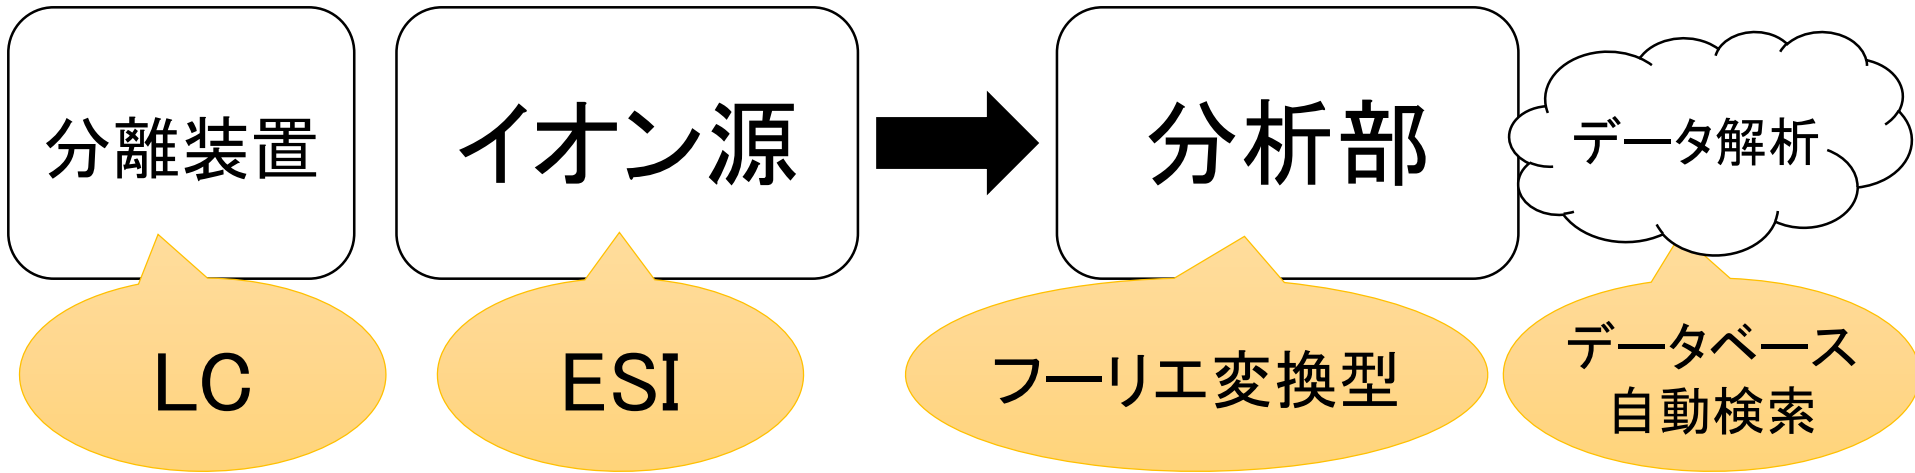 分離装置
イオン源
分析部
データ解析
LC
ESI
フーリエ変換型
データベース
自動検索